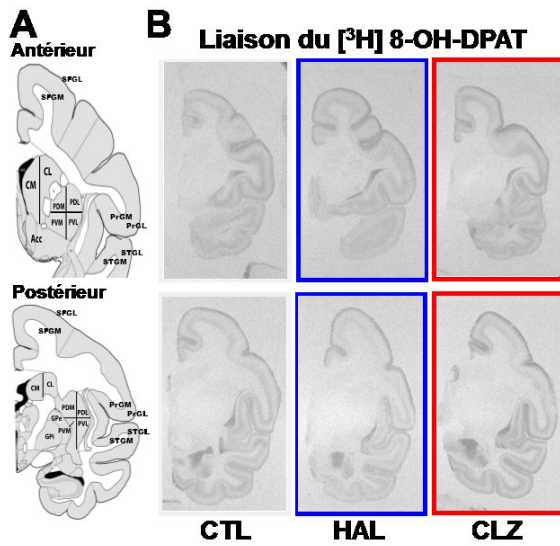 A
B
Liaison du [³H] 8-OH-DPAT
Antérieur
SFGL
SFGM
CM
CL
PDM
PDL
PVM
PVL
Acc
PrGM
PrGL
STGL
STGM
Postérieur
SFGL
SFGM
CM
CL
PDM
PDL
GPe
PVL
PVM
GPi
PrGM
PrGL
STGL
STGM
CTL
HAL
CLZ